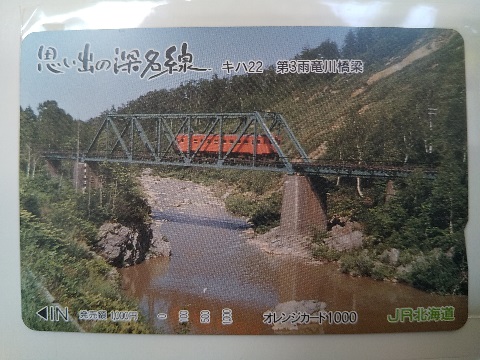 思い出の深名線 キハ22 第3雨竜川橋梁
◁IN 発売額 1,000円 0 オレンジカード1000 JR北海道